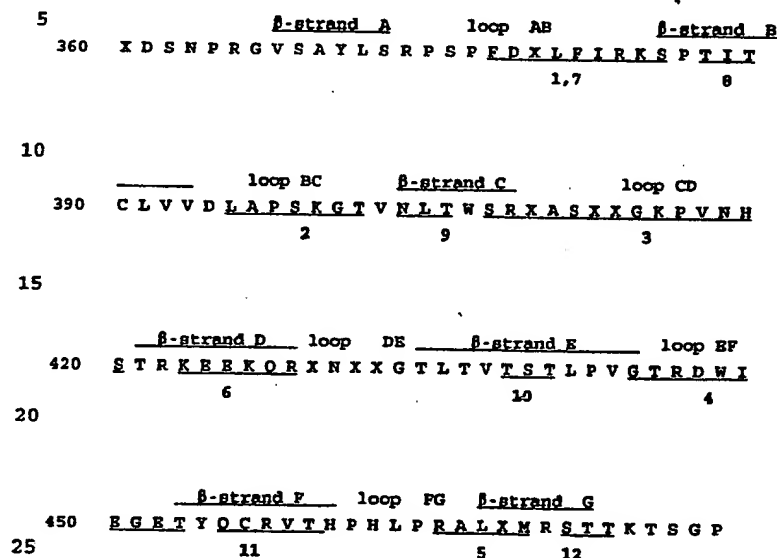 5
β-strand A loop AB β-strand B
360 X D S N P R G V S A Y L S R P S P F D X L F I R K S P T I T
1,7 8
10
loop BC β-strand C loop CD
390 C L V V D L A P S K G T V N L T W S R X A S X X G K P V N H
2 9 3
15
β-strand D loop DE β-strand E loop EF
420 S T R K E E K Q R X N X X G T L T V T S T L P V G T R D W I
6 10 4
20
β-strand F loop FG β-strand G
450 E G E T Y Q C R V T H P H L P R A L X M R S T T K T S G P
25 11 5 12